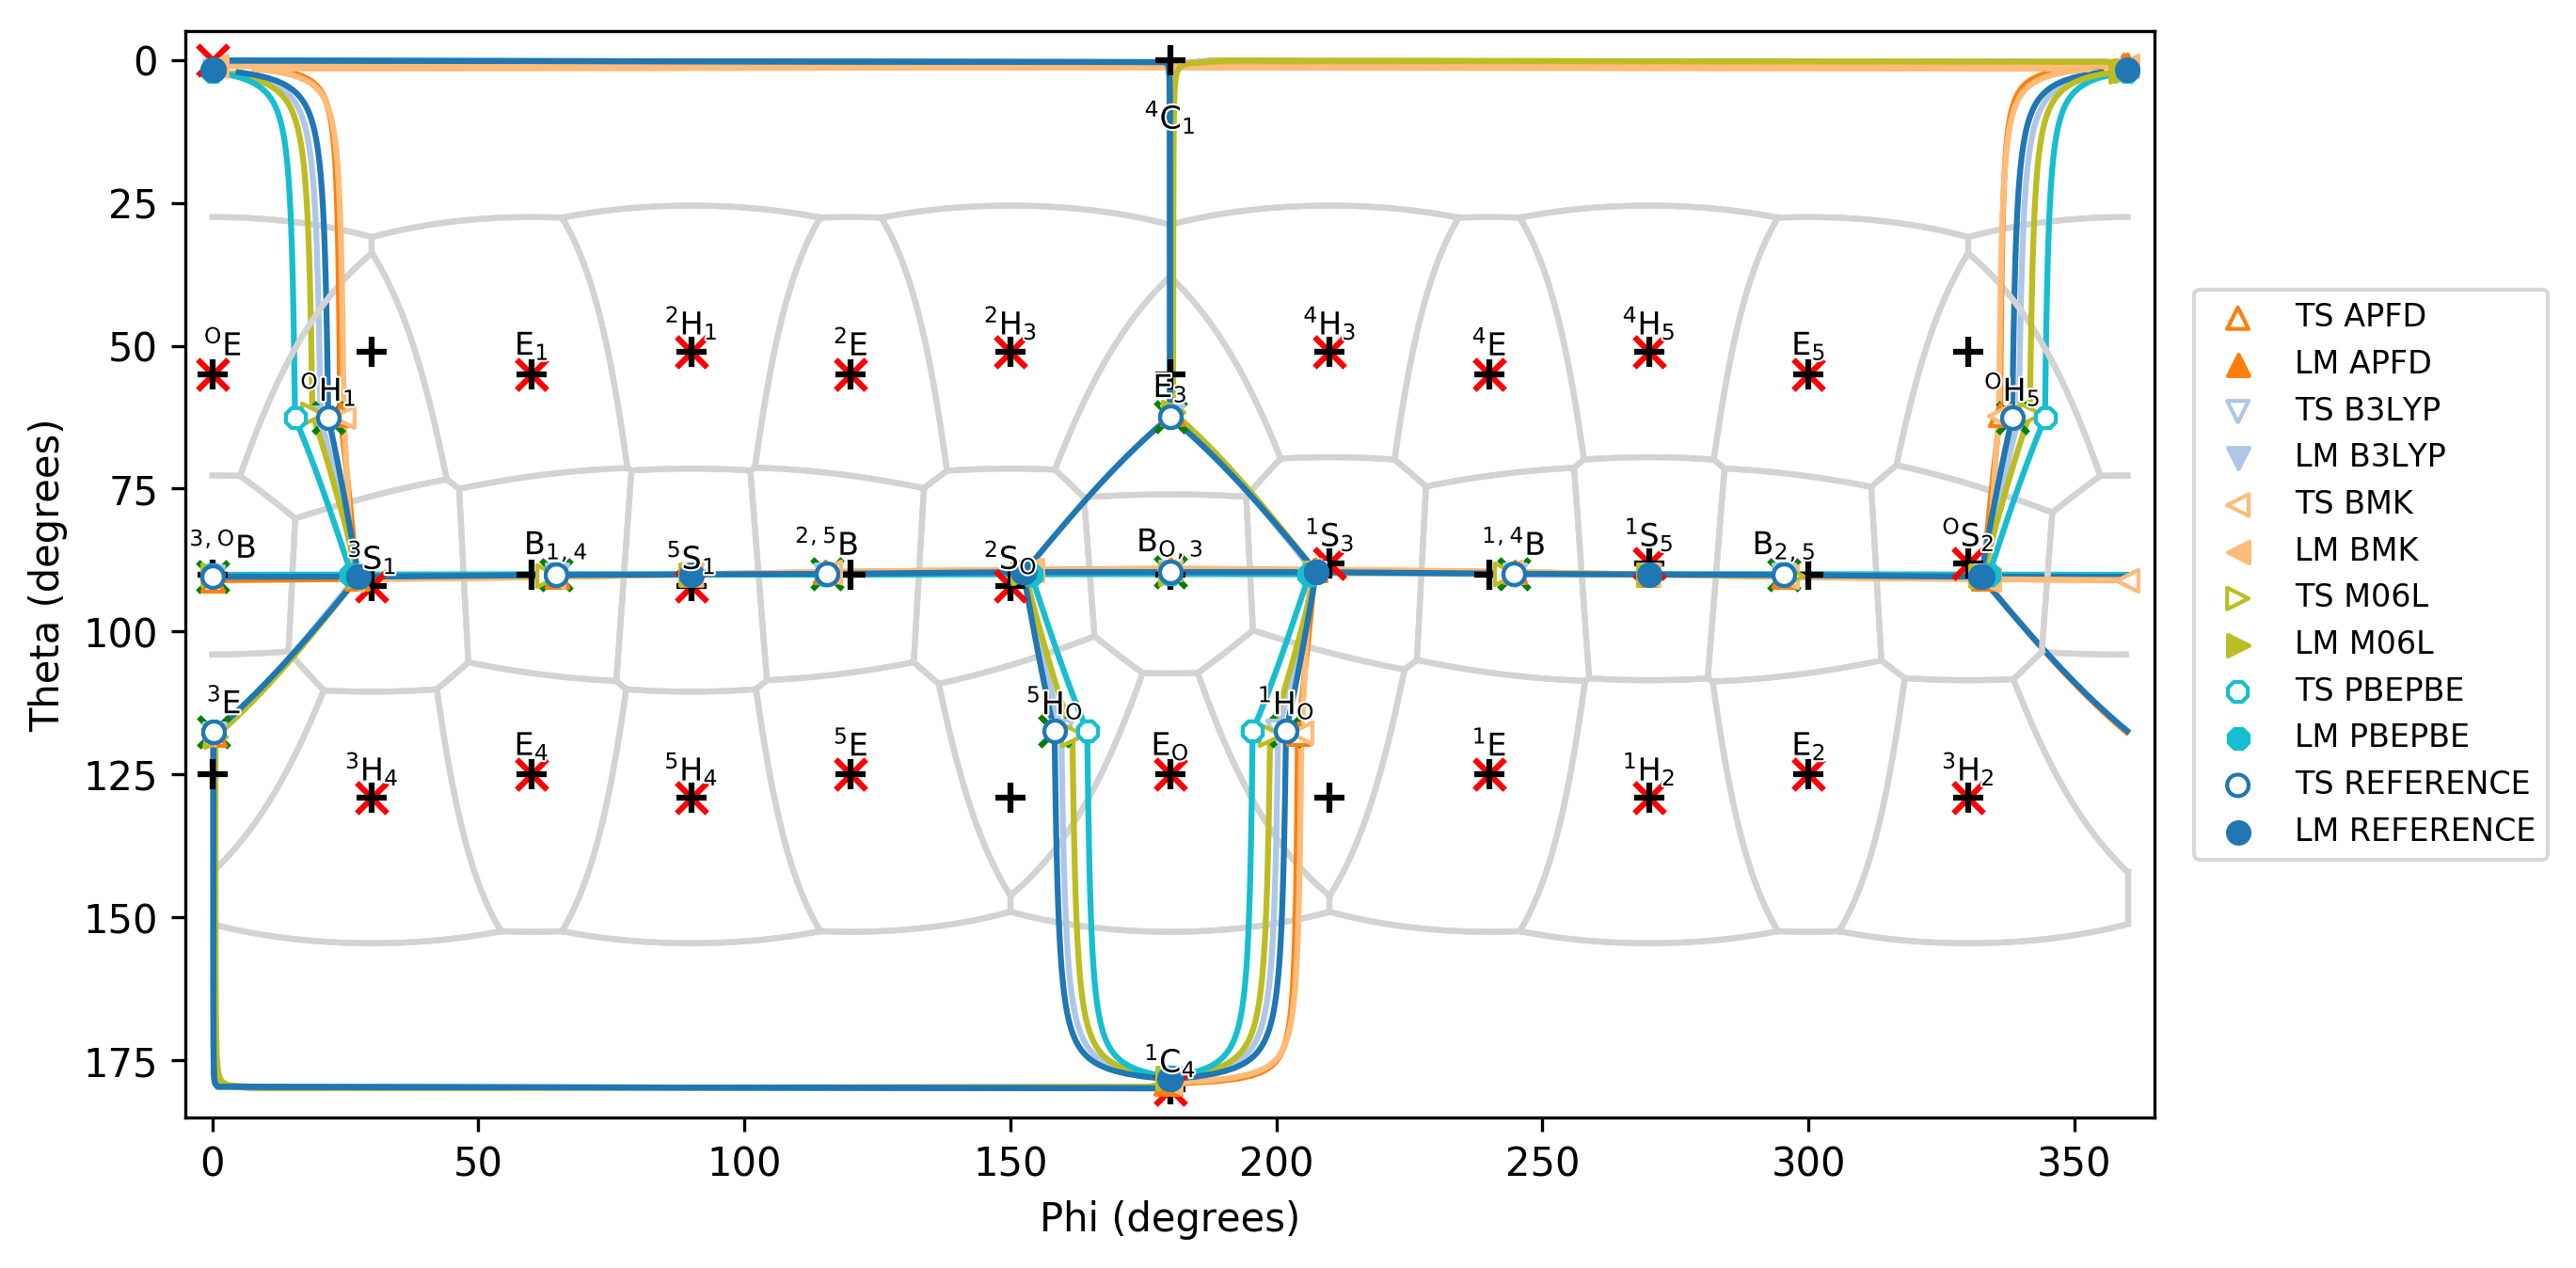 0
25
50
75
100
125
150
175
Theta (degrees)
0
50
100
150
200
250
300
350
Phi (degrees)
⁴C₁
ᴼE
E₁
²H₁
²E
²H₃
⁴H₃
⁴E
⁴H₅
E₅
ᴼH₁
E₃
ᴼH₅
³,ᴼB
³S₁
B₁,₄
⁵S₁
²,⁵B
²Sₒ
Bₒ,₃
¹S₃
¹,⁴B
¹S₅
B₂,₅
ᴼS₂
³E
⁵Hₒ
¹Hₒ
³H₄
E₄
⁵H₄
⁵E
Eₒ
¹E
¹H₂
E₂
³H₂
¹C₄
TS APFD
LM APFD
TS B3LYP
LM B3LYP
TS BMK
LM BMK
TS M06L
LM M06L
TS PBEPBE
LM PBEPBE
TS REFERENCE
LM REFERENCE